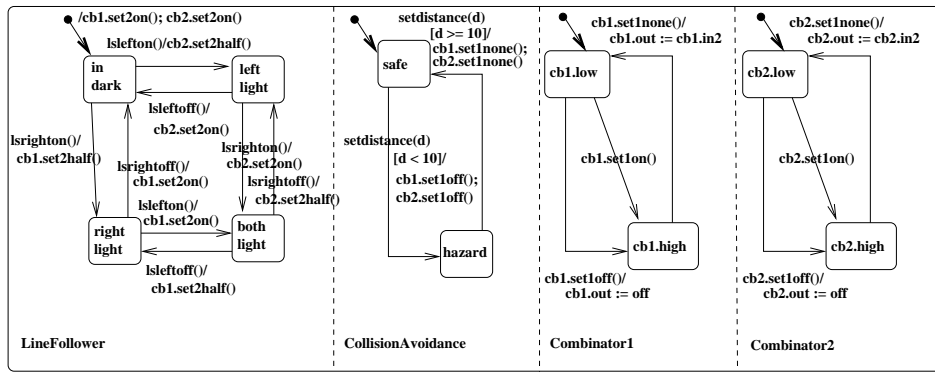 /cb1.set2on(); cb2.set2on()
lslefton()/cb2.set2half()
in
dark
left
light
lsleftoff()/
cb2.set2on()
lsrighton()/
cb1.set2half()
lsrightoff()/
cb1.set2on()
lsrighton()/
cb2.set2on()
lsrightoff()/
cb2.set2half()
lslefton()/
cb1.set2on()
right
light
both
light
lsleftoff()/
cb1.set2half()
LineFollower
setdistance(d)
[d >= 10]/
cb1.set1none();
cb2.set1none()
safe
setdistance(d)
[d < 10]/
cb1.set1off();
cb2.set1off()
hazard
CollisionAvoidance
cb1.set1none()/
cb1.out := cb1.in2
cb1.low
cb1.set1on()
cb1.high
cb1.set1off()/
cb1.out := off
Combinator1
cb2.set1none()/
cb2.out := cb2.in2
cb2.low
cb2.set1on()
cb2.high
cb2.set1off()/
cb2.out := off
Combinator2